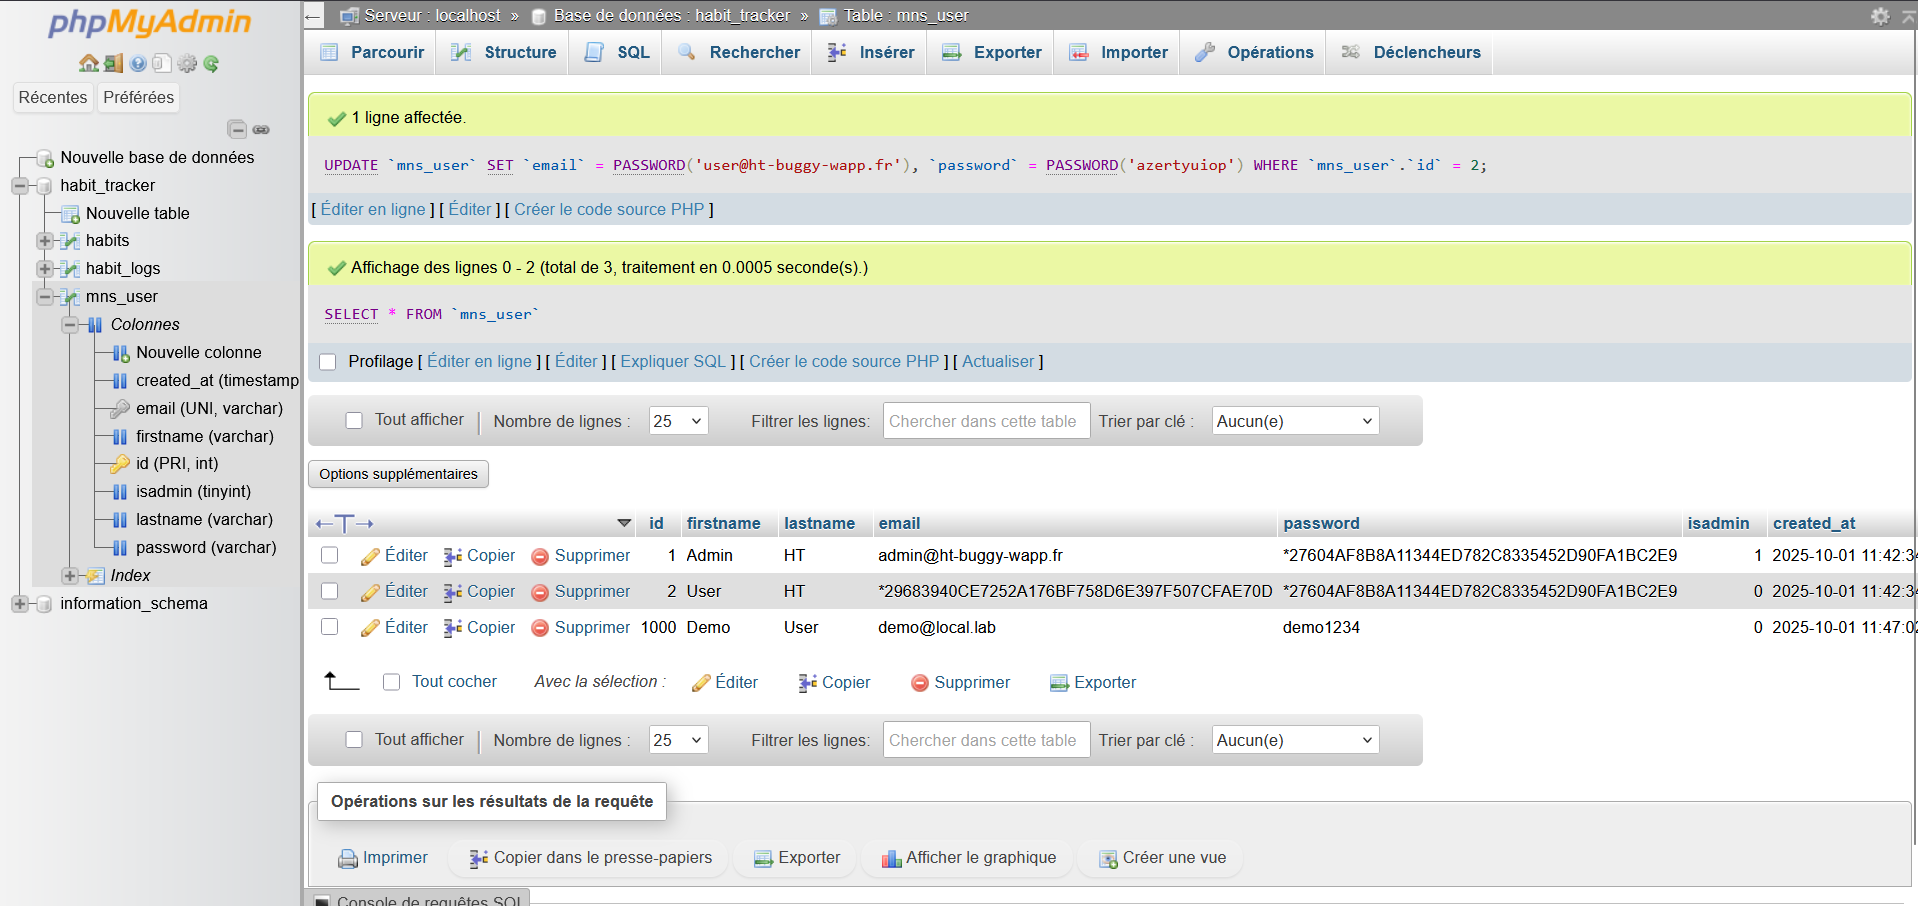 phpMyAdmin
Récentes Préférées
Nouvelle base de données
habit_tracker
Nouvelle table
habits
habit_logs
mns_user
Colonnes
Nouvelle colonne
created_at (timestamp
email (UNI, varchar)
firstname (varchar)
id (PRI, int)
isadmin (tinyint)
lastname (varchar)
password (varchar)
Index
information_schema
Serveur : localhost » Base de données : habit_tracker » Table : mns_user
Parcourir Structure SQL Rechercher Insérer Exporter Importer Opérations Déclencheurs
1 ligne affectée.
UPDATE `mns_user` SET `email` = PASSWORD('user@ht-buggy-wapp.fr'), `password` = PASSWORD('azertyuiop') WHERE `mns_user`.`id` = 2;
[ Éditer en ligne ] [ Éditer ] [ Créer le code source PHP ]
Affichage des lignes 0 - 2 (total de 3, traitement en 0.0005 seconde(s).)
SELECT * FROM `mns_user`
Profilage [ Éditer en ligne ] [ Éditer ] [ Expliquer SQL ] [ Créer le code source PHP ] [ Actualiser ]
Tout afficher Nombre de lignes : 25 Filtrer les lignes: Chercher dans cette table Trier par clé : Aucun(e)
Options supplémentaires
id firstname lastname email password isadmin created_at
Éditer Copier Supprimer 1 Admin HT admin@ht-buggy-wapp.fr *27604AF8B8A11344ED782C8335452D90FA1BC2E9 1 2025-10-01 11:42:34
Éditer Copier Supprimer 2 User HT *29683940CE7252A176BF758D6E397F507CFAE70D *27604AF8B8A11344ED782C8335452D90FA1BC2E9 0 2025-10-01 11:42:34
Éditer Copier Supprimer 1000 Demo User demo@local.lab demo1234 0 2025-10-01 11:47:02
Tout cocher Avec la sélection : Éditer Copier Supprimer Exporter
Tout afficher Nombre de lignes : 25 Filtrer les lignes: Chercher dans cette table Trier par clé : Aucun(e)
Opérations sur les résultats de la requête
Imprimer Copier dans le presse-papiers Exporter Afficher le graphique Créer une vue
Console de requêtes SQL